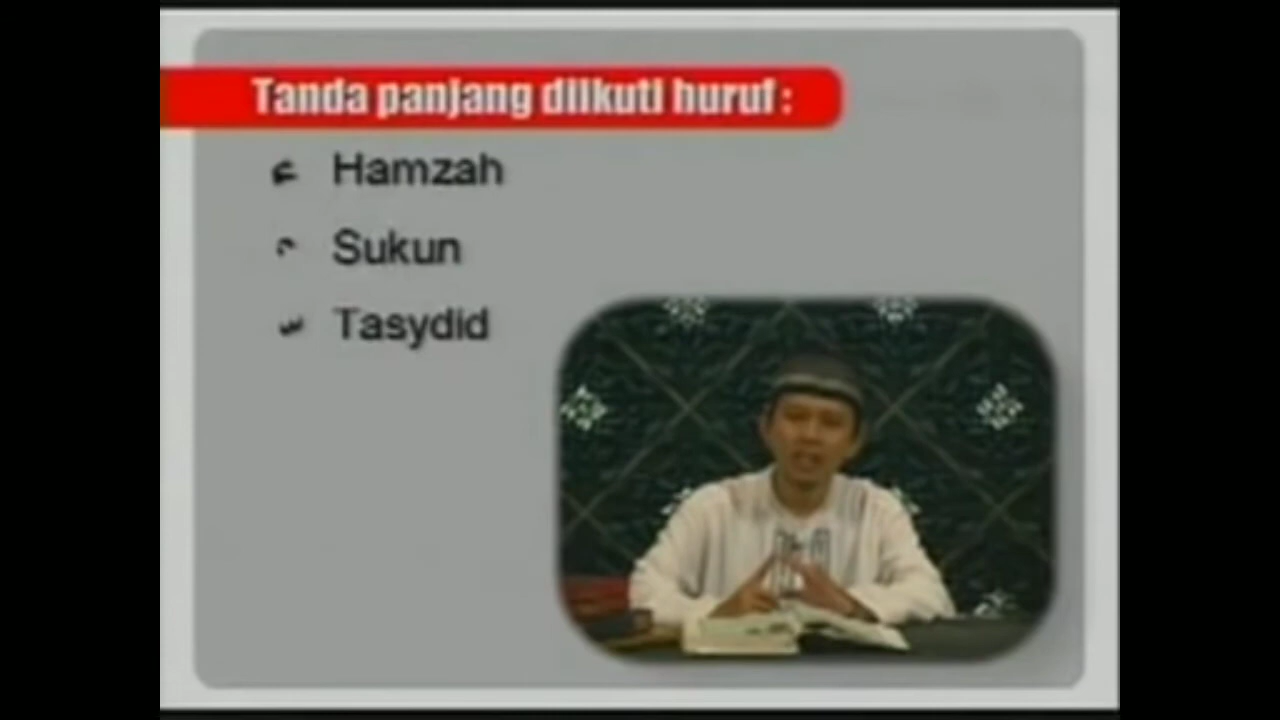 Tanda panjang diikuti huruf :
ء Hamzah
ْ Sukun
ّ Tasydid